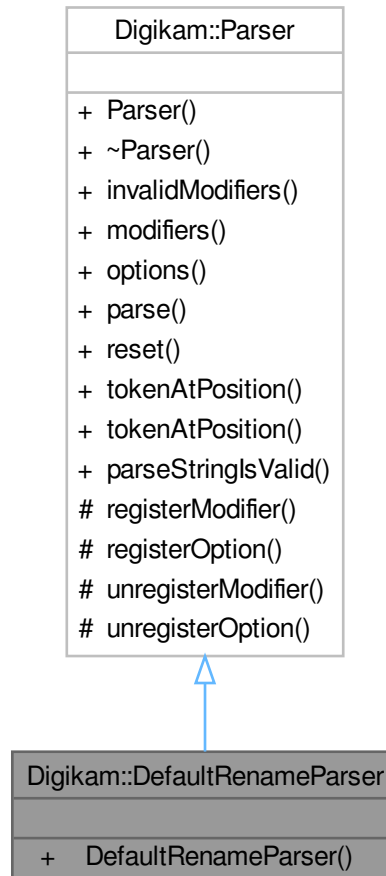 Digikam::Parser
+ Parser()
+ ~Parser()
+ invalidModifiers()
+ modifiers()
+ options()
+ parse()
+ reset()
+ tokenAtPosition()
+ tokenAtPosition()
+ parseStringIsValid()
# registerModifier()
# registerOption()
# unregisterModifier()
# unregisterOption()
Digikam::DefaultRenameParser
+ DefaultRenameParser()